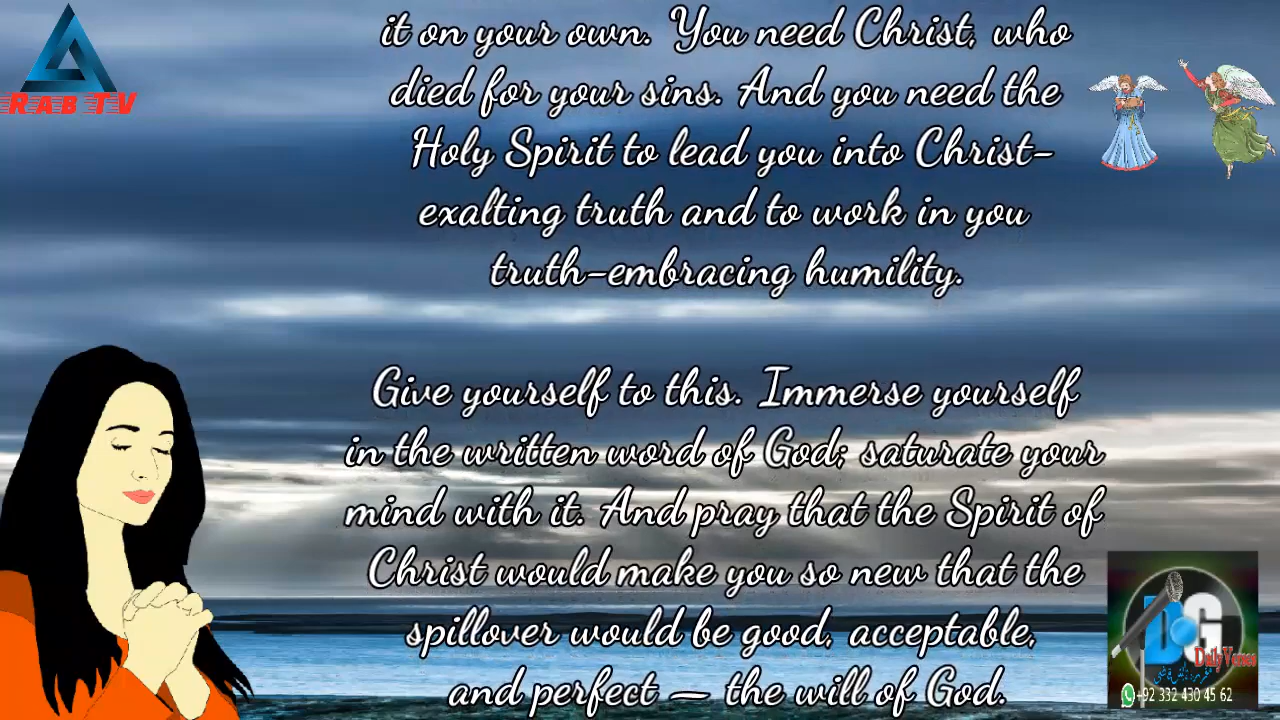 it on your own. You need Christ, who
died for your sins. And you need the
Holy Spirit to lead you into Christ-
exalting truth and to work in you
truth-embracing humility.
Give yourself to this. Immerse yourself
in the written word of God; saturate your
mind with it. And pray that the Spirit of
Christ would make you so new that the
spillover would be good, acceptable,
and perfect — the will of God.
RAB TV
DG
Daily Verses
+92 332 430 45 62